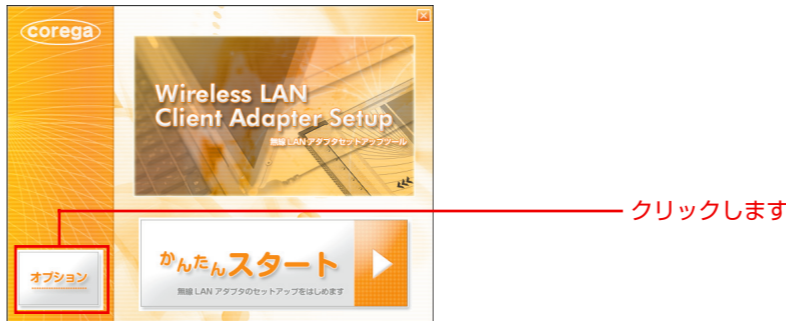 corega
Wireless LAN
Client Adapter Setup
無線LANアダプタセットアップツール
クリックします
オプション
かんたんスタート
無線LANアダプタのセットアップをはじめます